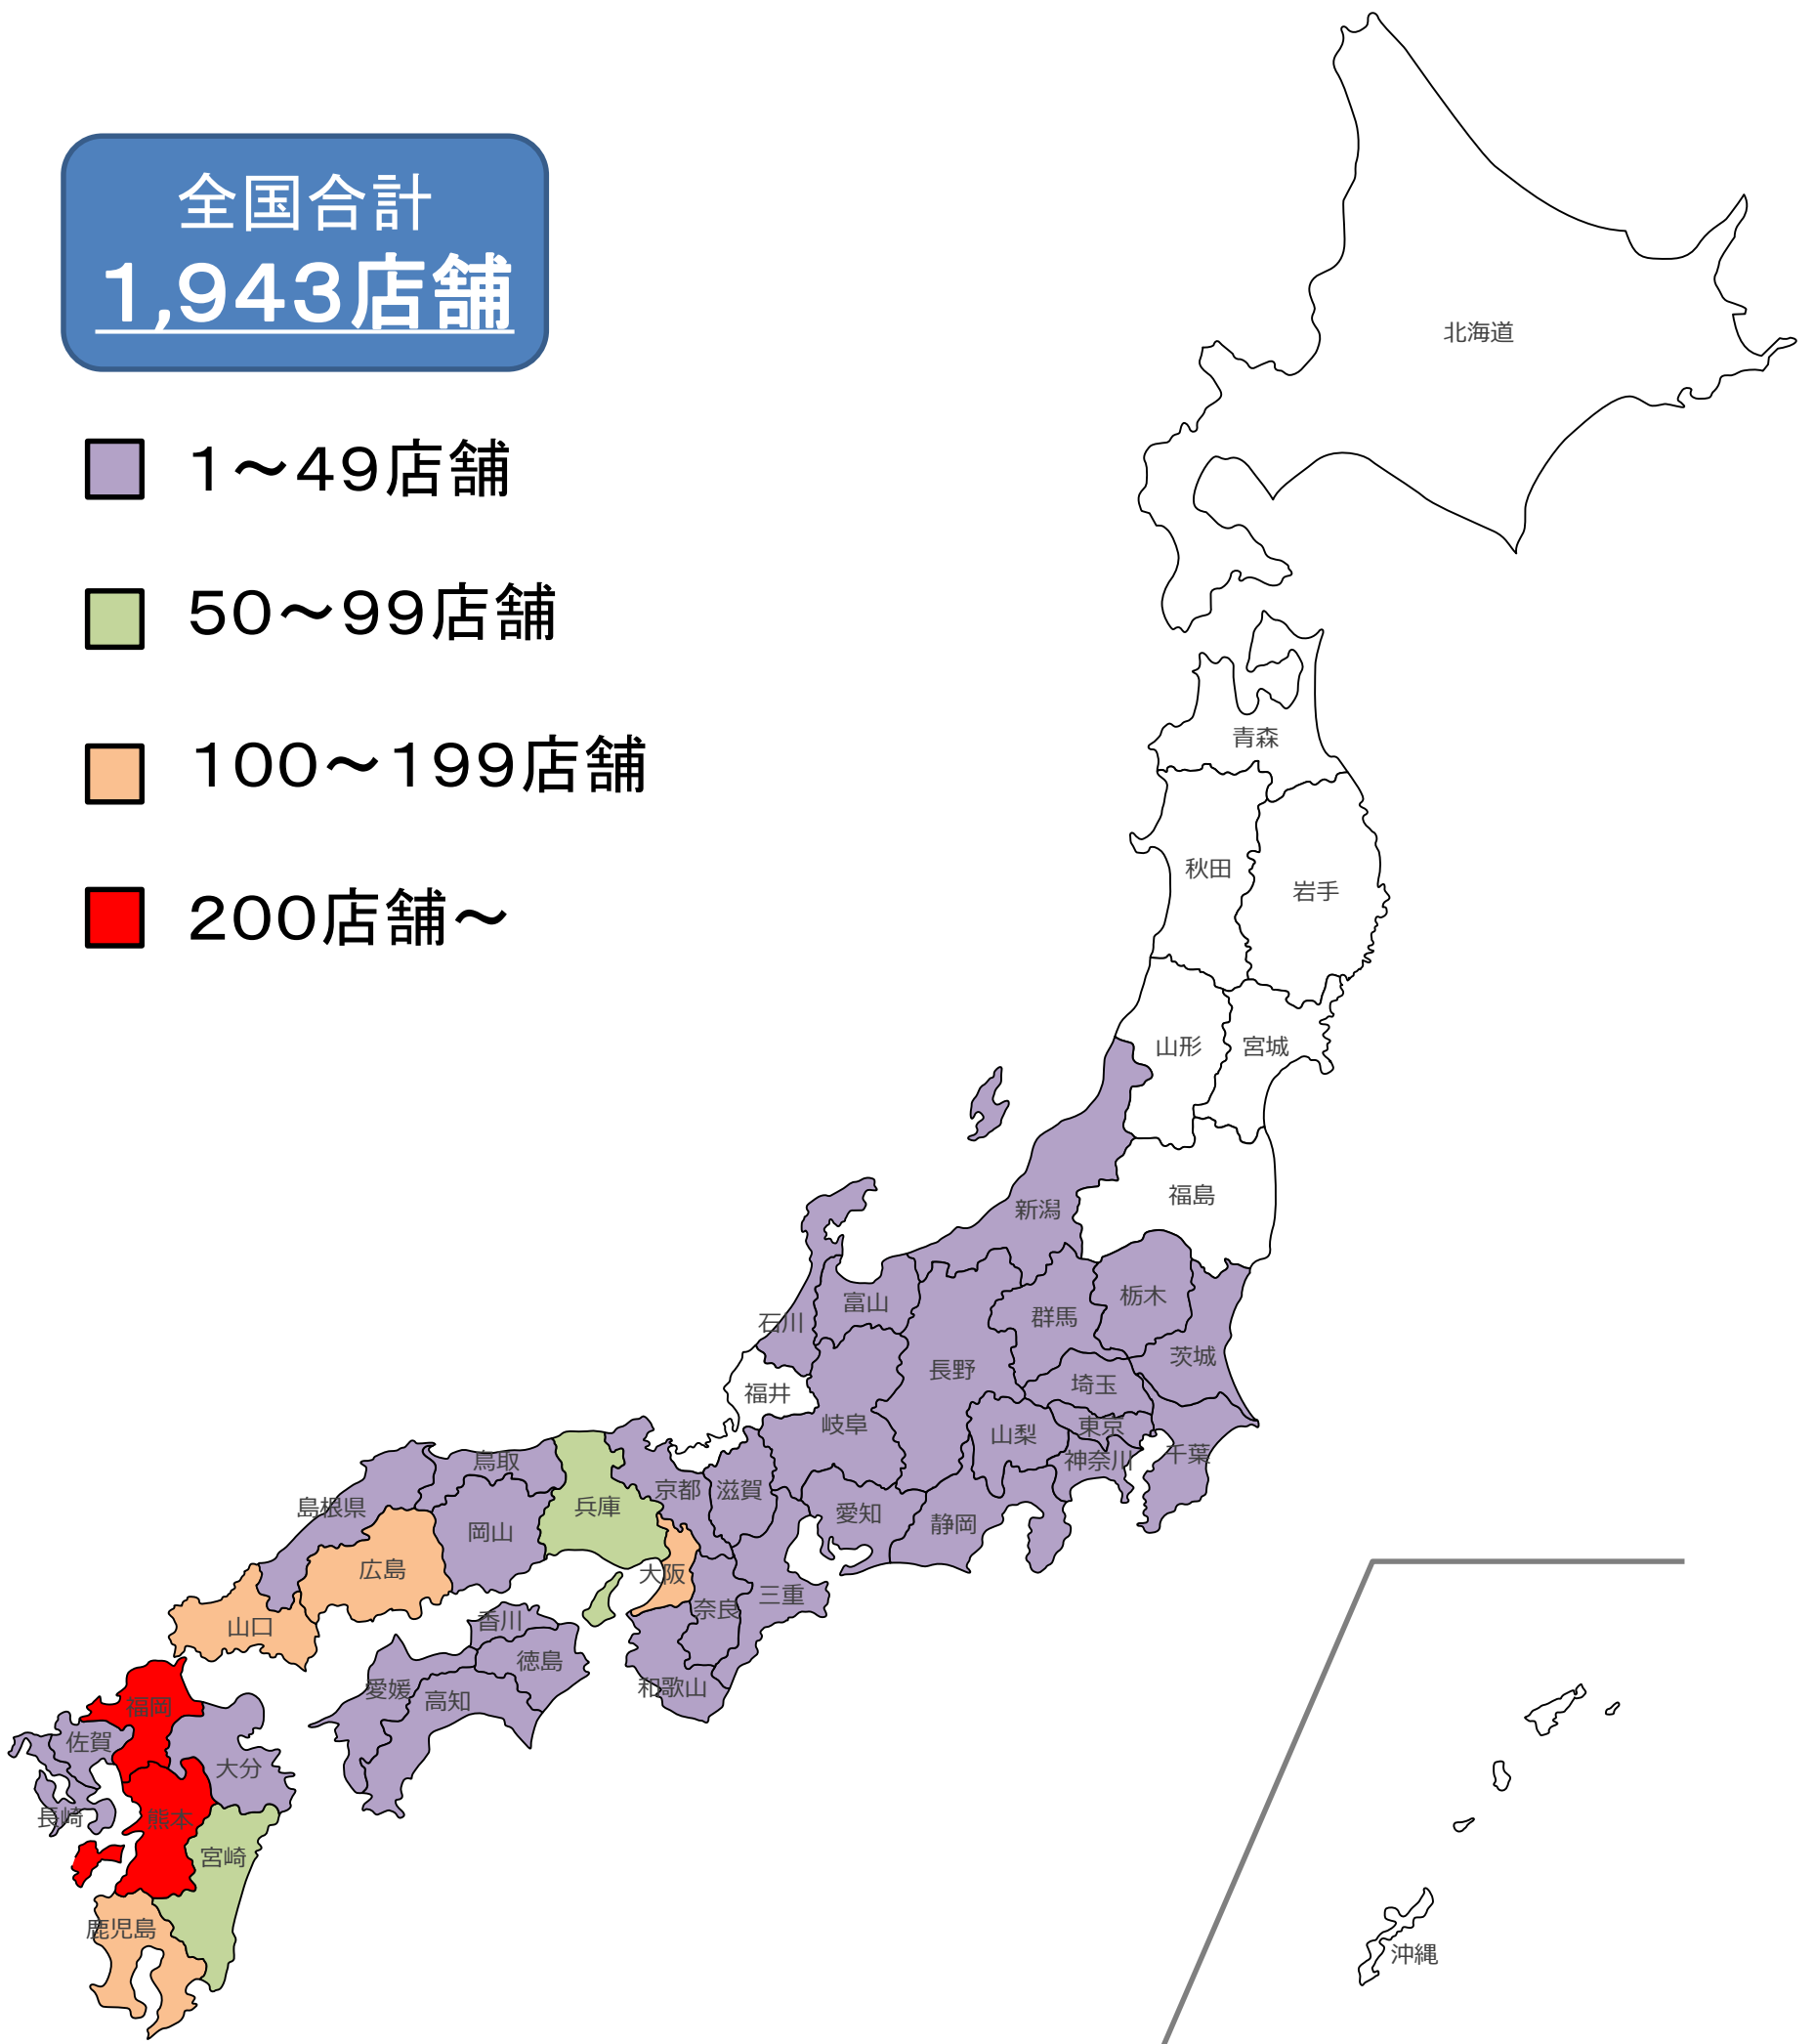 全国合計
1,943店舗
1～49店舗
50～99店舗
100～199店舗
200店舗～
北海道
青森
秋田
岩手
山形
宮城
福島
新潟
栃木
群馬
富山
石川
茨城
長野
埼玉
福井
岐阜
東京
山梨
千葉
神奈川
鳥取
京都
滋賀
兵庫
島根県
愛知
静岡
岡山
広島
大阪
三重
奈良
香川
山口
徳島
和歌山
愛媛
高知
福岡
佐賀
大分
長崎
熊本
宮崎
鹿児島
沖縄